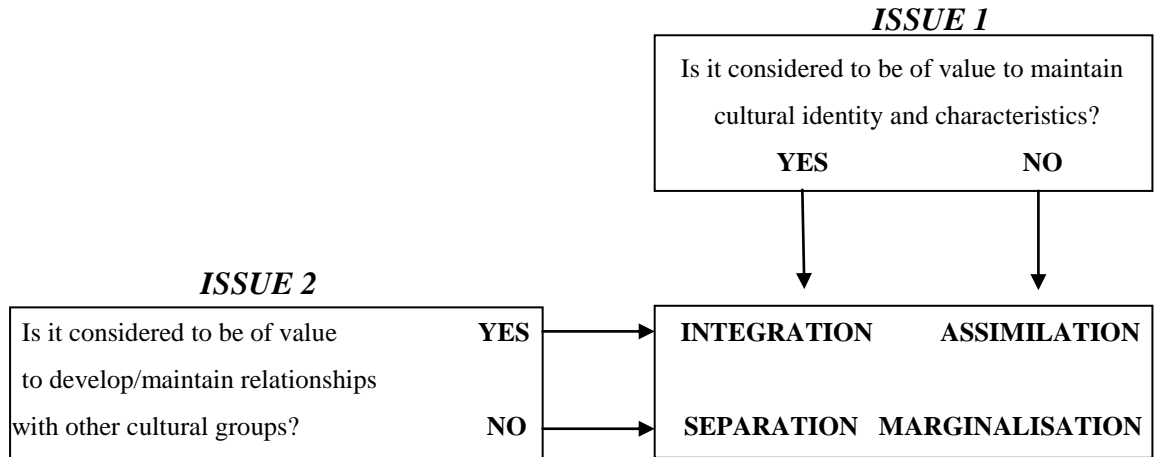 ISSUE 1
Is it considered to be of value to maintain
cultural identity and characteristics?
YES NO
ISSUE 2
Is it considered to be of value YES
to develop/maintain relationships
with other cultural groups? NO
INTEGRATION ASSIMILATION
SEPARATION MARGINALISATION